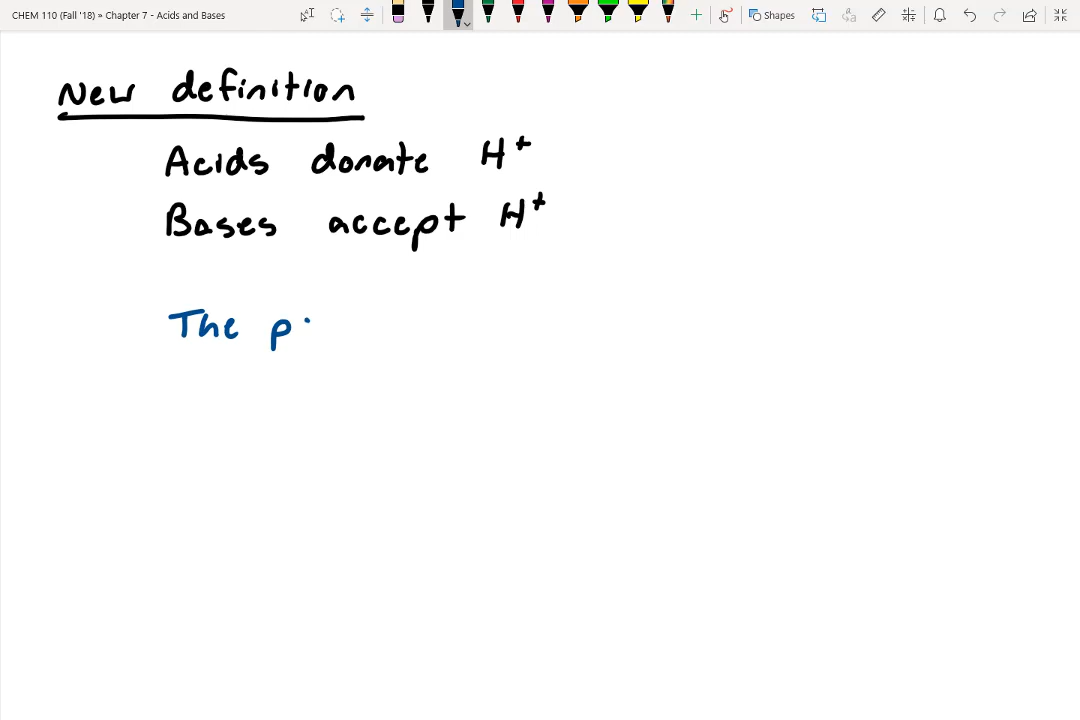 CHEM 110 (Fall '18) » Chapter 7 - Acids and Bases
Shapes
New definition
Acids donate H⁺
Bases accept H⁺
The p